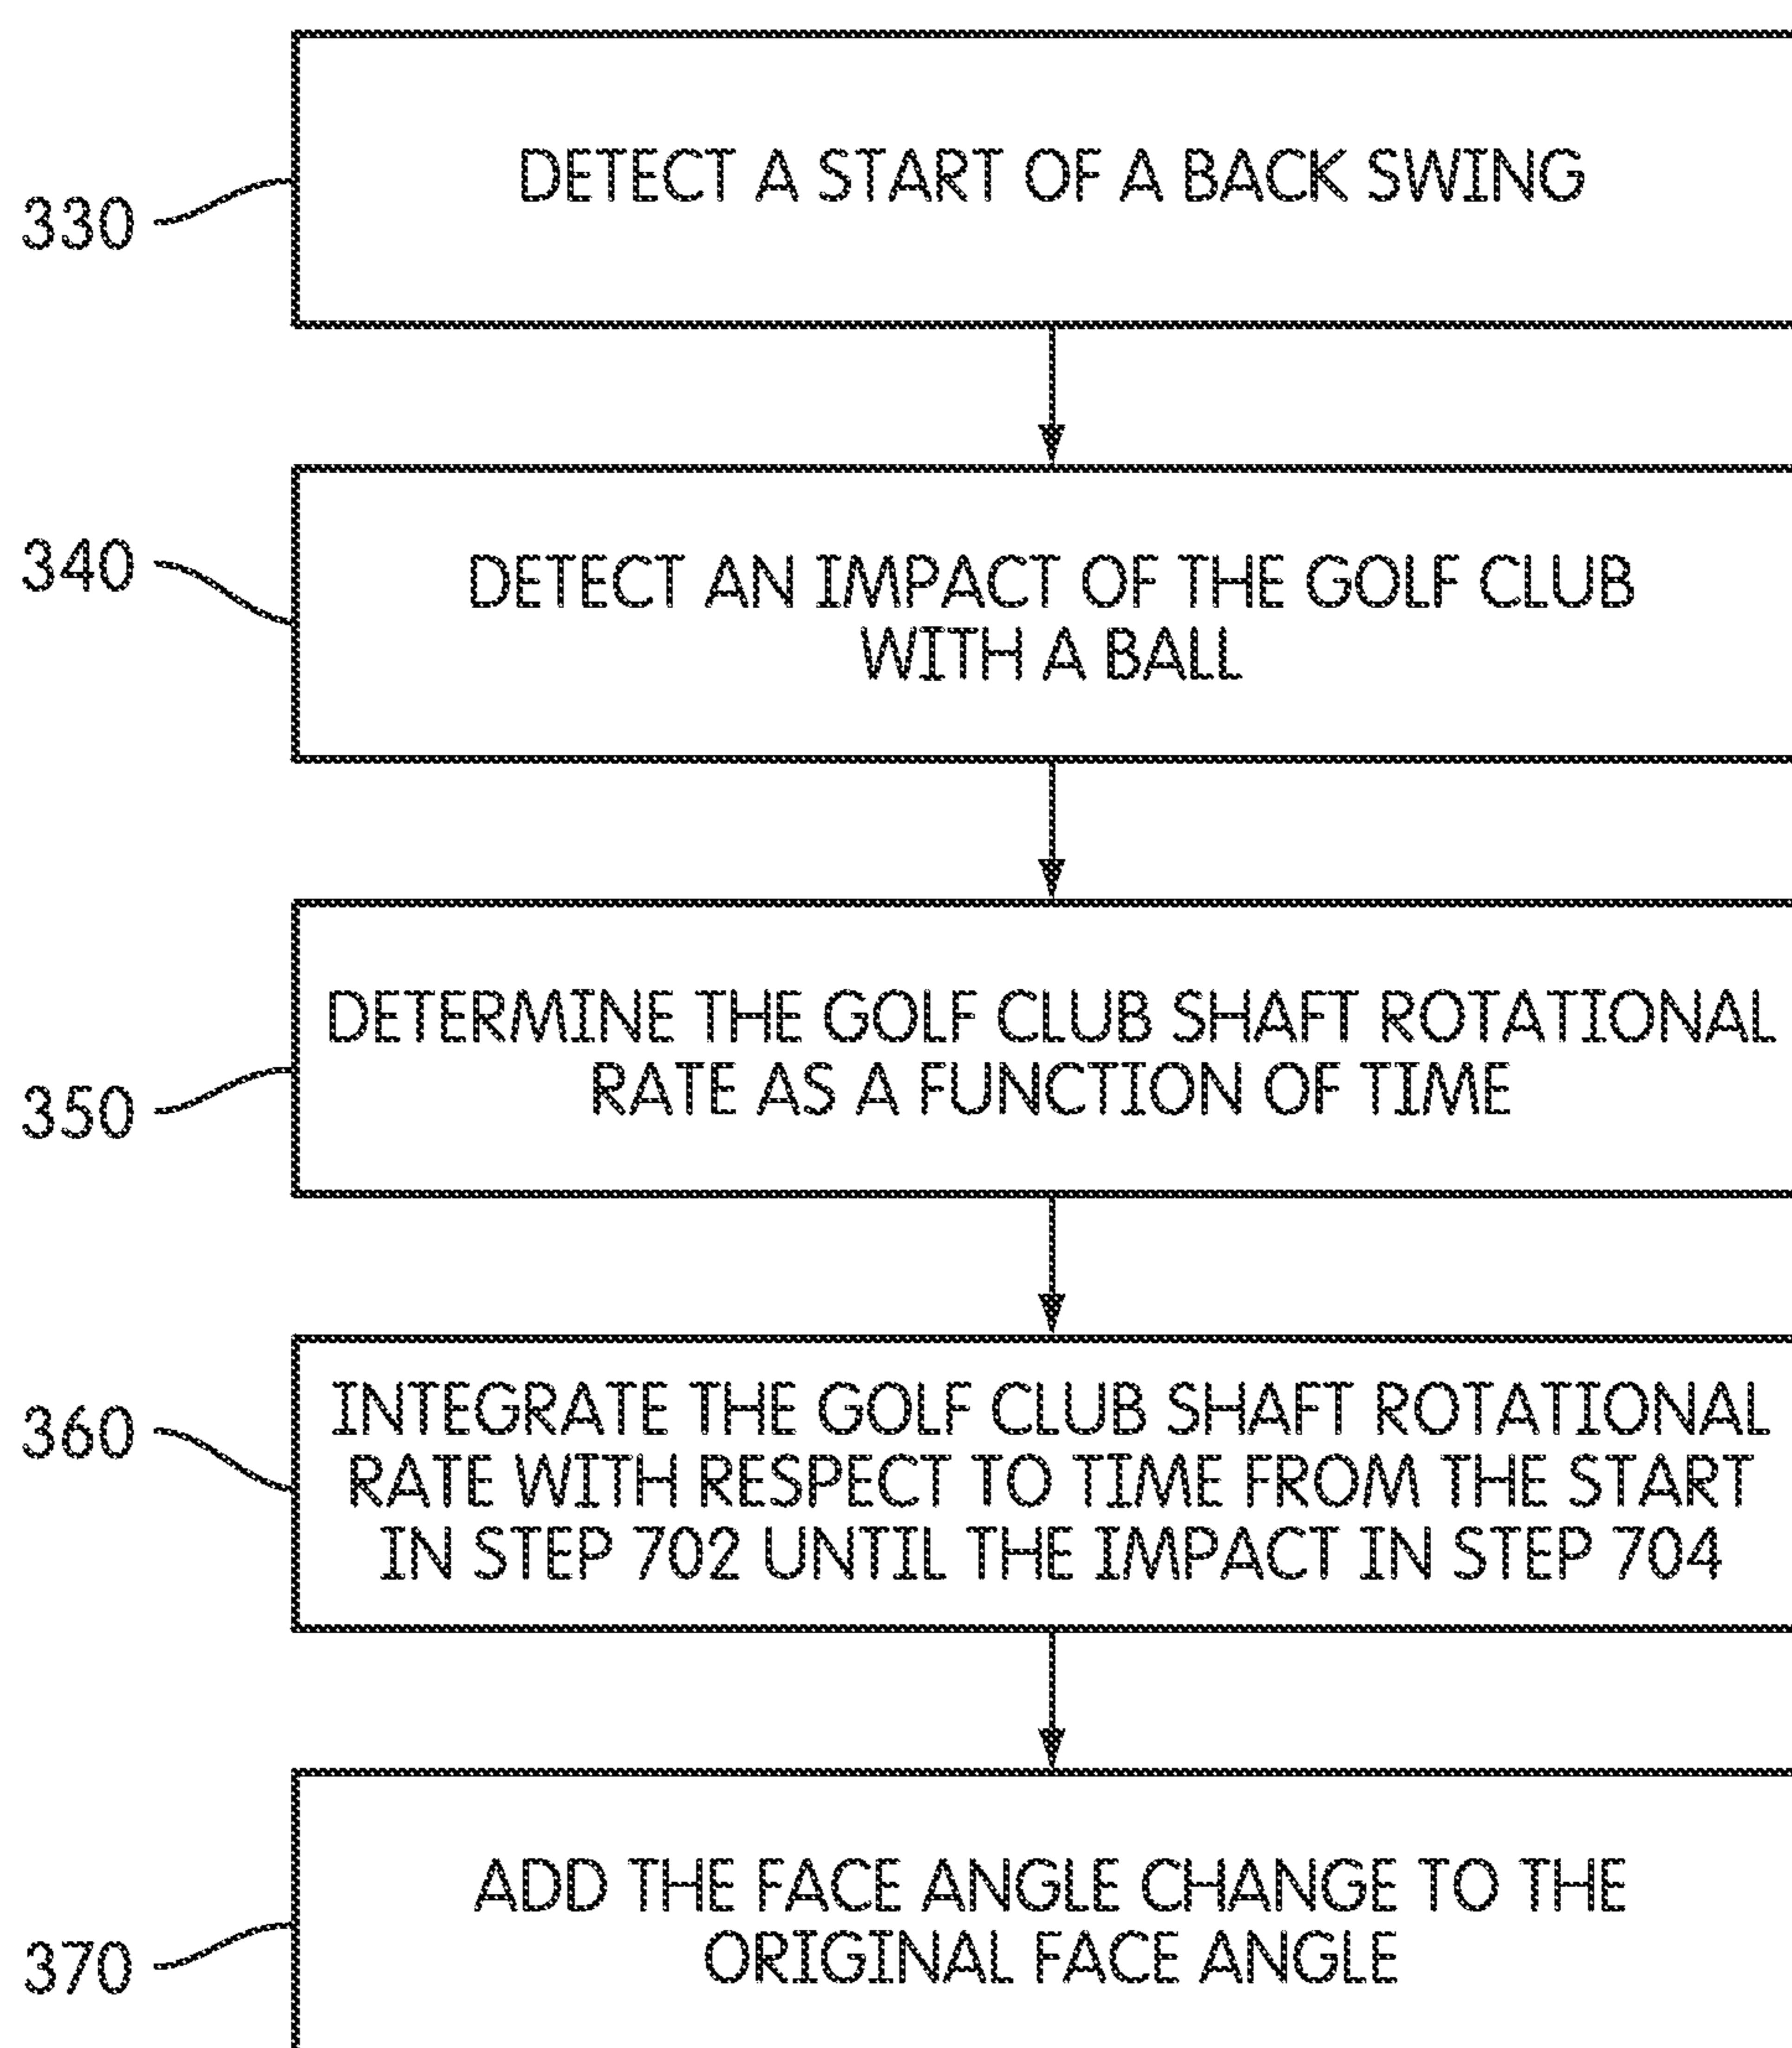 330
DETECT A START OF A BACK SWING
340
DETECT AN IMPACT OF THE GOLF CLUB
WITH A BALL
350
DETERMINE THE GOLF CLUB SHAFT ROTATIONAL
RATE AS A FUNCTION OF TIME
360
INTEGRATE THE GOLF CLUB SHAFT ROTATIONAL
RATE WITH RESPECT TO TIME FROM THE START
IN STEP 702 UNTIL THE IMPACT IN STEP 704
370
ADD THE FACE ANGLE CHANGE TO THE
ORIGINAL FACE ANGLE